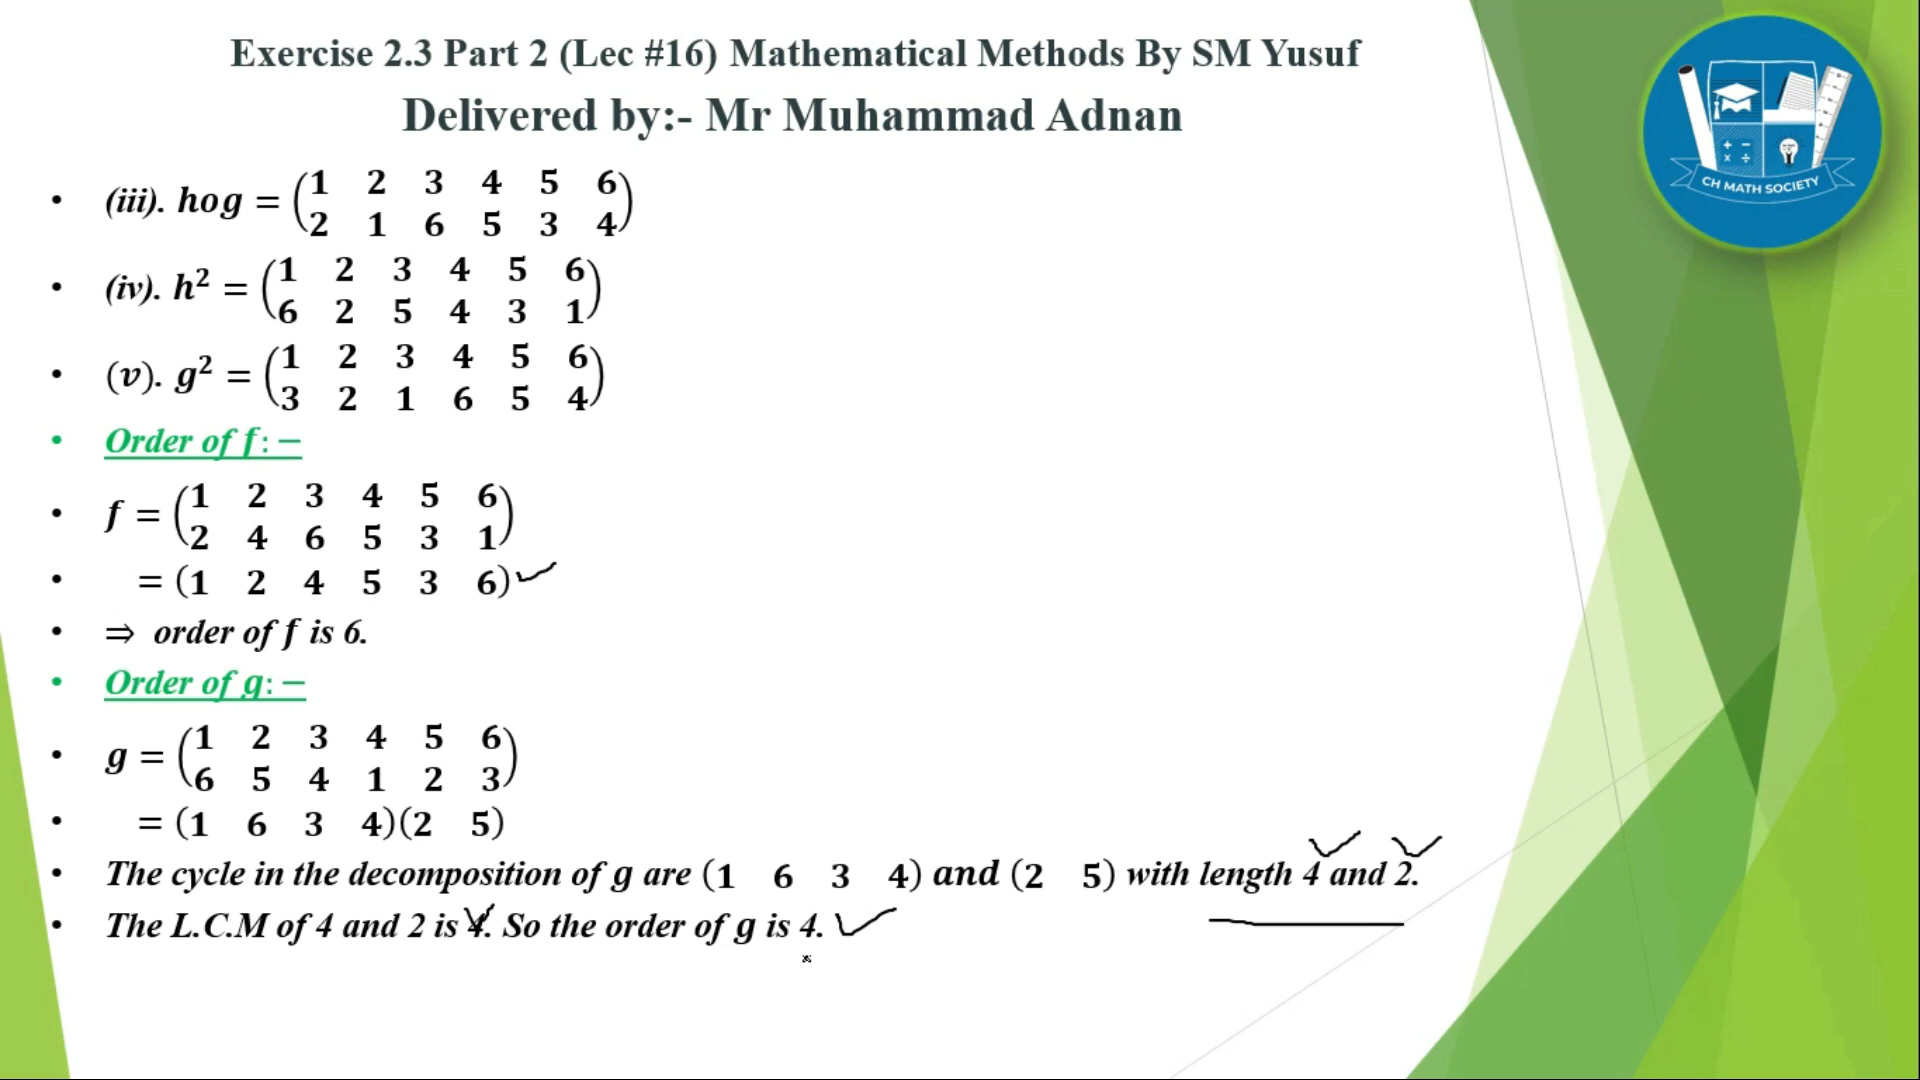 Exercise 2.3 Part 2 (Lec #16) Mathematical Methods By SM Yusuf
Delivered by:- Mr Muhammad Adnan
CH MATH SOCIETY
• (iii). hog = (1 2 3 4 5 6
2 1 6 5 3 4)
• (iv). h² = (1 2 3 4 5 6
6 2 5 4 3 1)
• (v). g² = (1 2 3 4 5 6
3 2 1 6 5 4)
• Order of f: −
• f = (1 2 3 4 5 6
2 4 6 5 3 1)
• = (1 2 4 5 3 6)
• ⇒ order of f is 6.
• Order of g: −
• g = (1 2 3 4 5 6
6 5 4 1 2 3)
• = (1 6 3 4)(2 5)
• The cycle in the decomposition of g are (1 6 3 4) and (2 5) with length 4 and 2.
• The L.C.M of 4 and 2 is 4. So the order of g is 4.